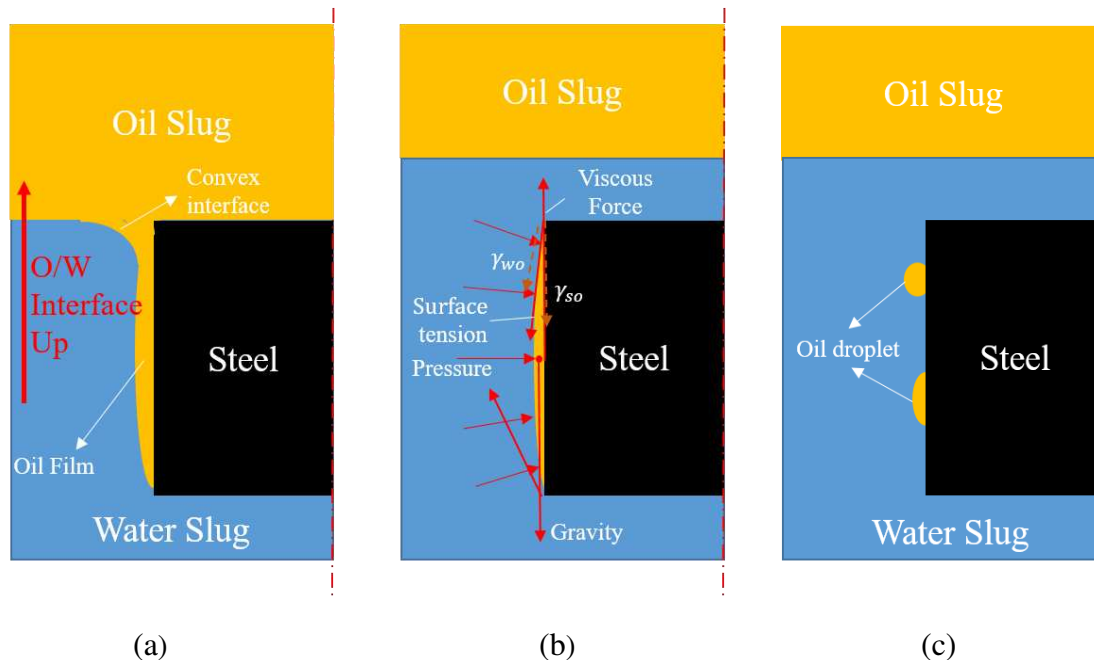 Oil Slug
Convex
interface
O/W
Interface
Up
Steel
Oil Film
Water Slug
(a)
Oil Slug
Viscous
Force
γwo
γso
Surface
tension
Pressure
Steel
Gravity
(b)
Oil Slug
Oil droplet
Steel
Water Slug
(c)